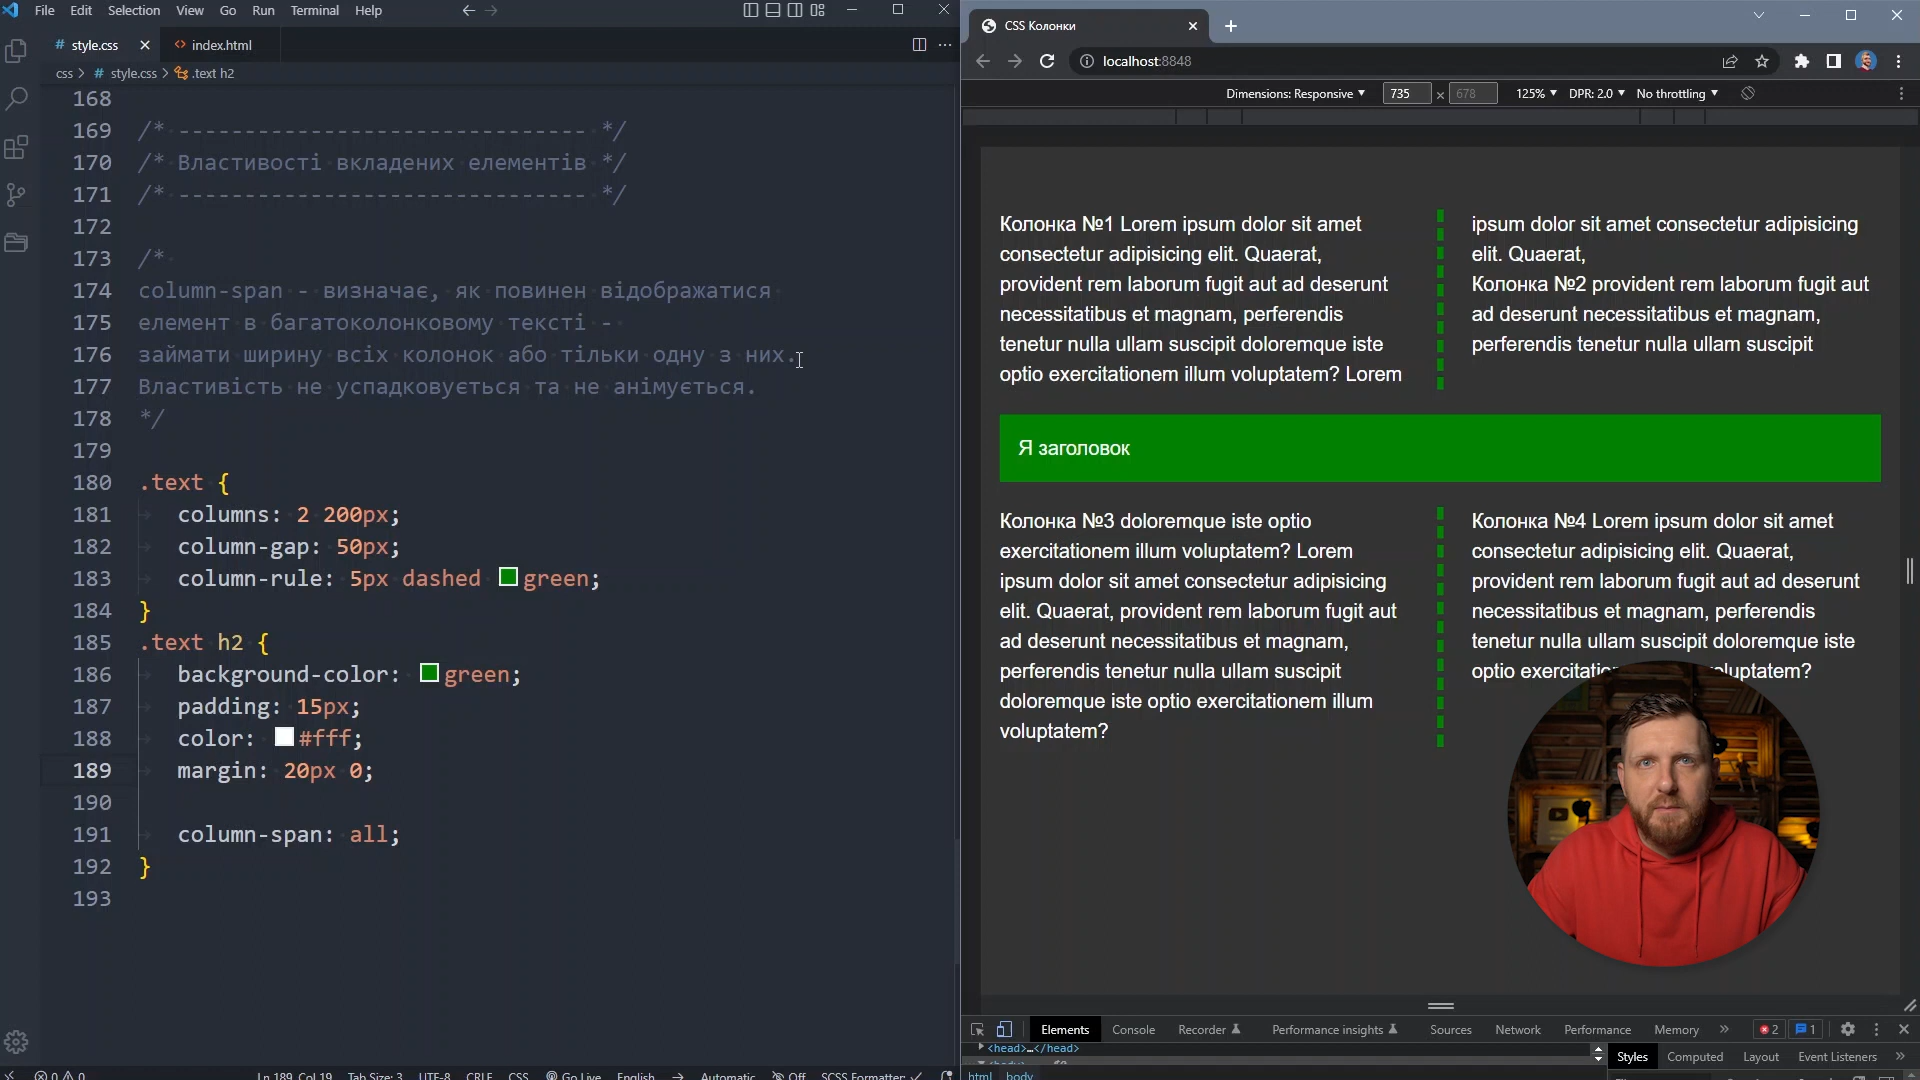 File Edit Selection View Go Run Terminal Help
# style.css
<> index.html
css > # style.css > .text h2
168
169 /* ------------------------------- */
170 /* Властивості вкладених елементів */
171 /* ------------------------------- */
172
173 /*
174 column-span - визначає, як повинен відображатися
175 елемент в багатоколонковому тексті -
176 займати ширину всіх колонок або тільки одну з них.
177 Властивість не успадковується та не анімується.
178 */
179
180 .text {
181 columns: 2 200px;
182 column-gap: 50px;
183 column-rule: 5px dashed green;
184 }
185 .text h2 {
186 background-color: green;
187 padding: 15px;
188 color: #fff;
189 margin: 20px 0;
190
191 column-span: all;
192 }
193
0 0 Ln 189, Col 19 Tab Size: 3 UTF-8 CRLF CSS Go Live English Automatic Off SCSS Formatter:
CSS Колонки
localhost:8848
Dimensions: Responsive 735 x 678 125% DPR: 2.0 No throttling
Колонка №1 Lorem ipsum dolor sit amet
consectetur adipisicing elit. Quaerat,
provident rem laborum fugit aut ad deserunt
necessitatibus et magnam, perferendis
tenetur nulla ullam suscipit doloremque iste
optio exercitationem illum voluptatem? Lorem
ipsum dolor sit amet consectetur adipisicing
elit. Quaerat,
Колонка №2 provident rem laborum fugit aut
ad deserunt necessitatibus et magnam,
perferendis tenetur nulla ullam suscipit
Я заголовок
Колонка №3 doloremque iste optio
exercitationem illum voluptatem? Lorem
ipsum dolor sit amet consectetur adipisicing
elit. Quaerat, provident rem laborum fugit aut
ad deserunt necessitatibus et magnam,
perferendis tenetur nulla ullam suscipit
doloremque iste optio exercitationem illum
voluptatem?
Колонка №4 Lorem ipsum dolor sit amet
consectetur adipisicing elit. Quaerat,
provident rem laborum fugit aut ad deserunt
necessitatibus et magnam, perferendis
tenetur nulla ullam suscipit doloremque iste
optio
Elements Console Recorder Performance insights Sources Network Performance Memory » 2 1
<head>…</head>
Styles Computed Layout Event Listeners »
html body